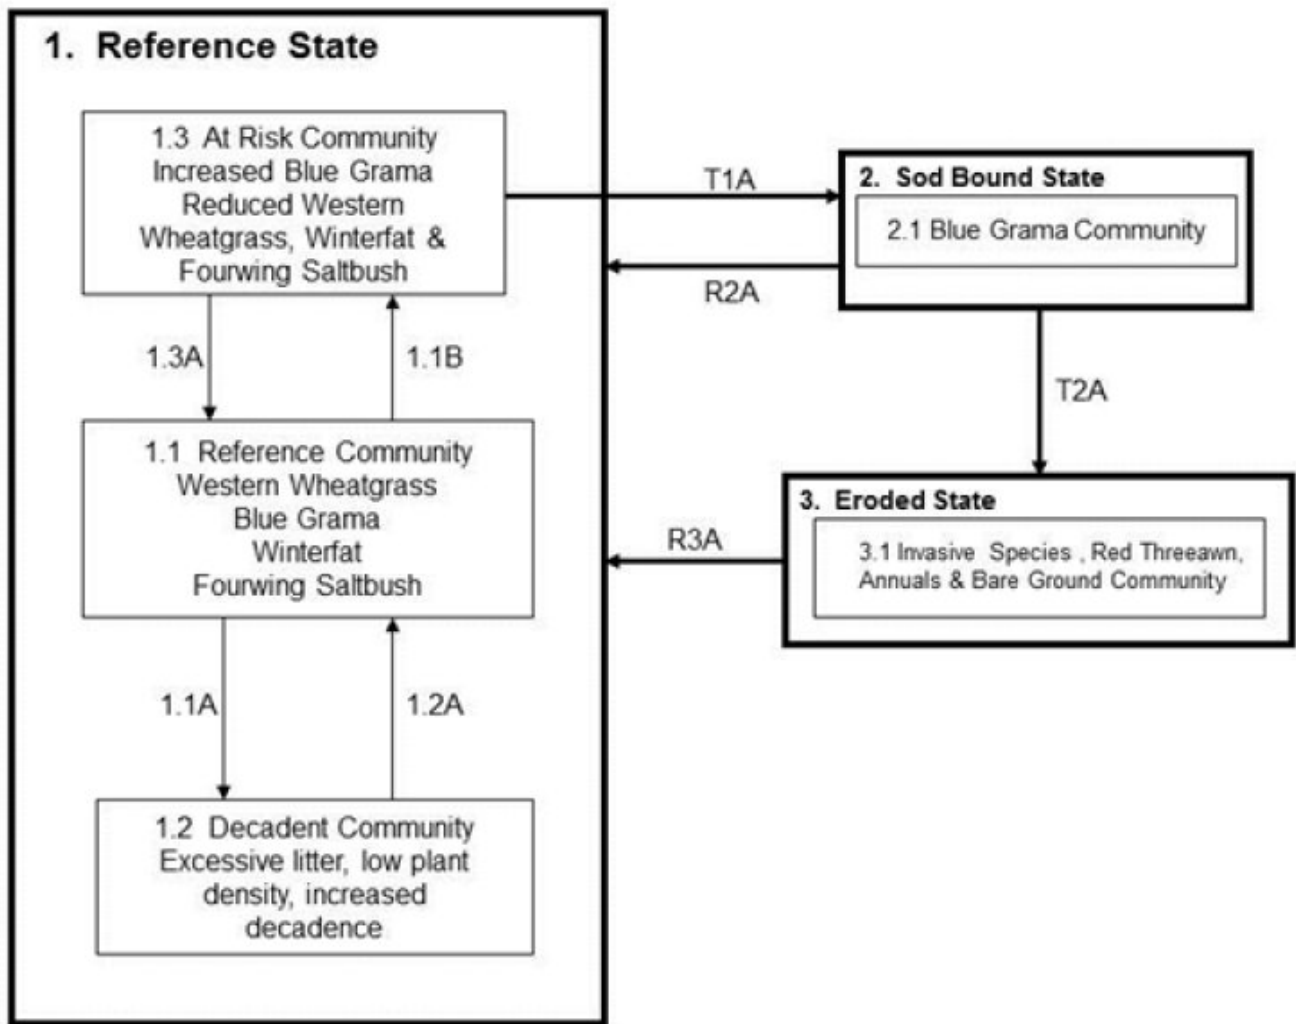 1. Reference State
1.3 At Risk Community
Increased Blue Grama
Reduced Western
Wheatgrass, Winterfat &
Fourwing Saltbush
T1A
2. Sod Bound State
2.1 Blue Grama Community
R2A
1.3A
1.1B
T2A
1.1 Reference Community
Western Wheatgrass
Blue Grama
Winterfat
Fourwing Saltbush
R3A
3. Eroded State
3.1 Invasive Species , Red Threeawn,
Annuals & Bare Ground Community
1.1A
1.2A
1.2 Decadent Community
Excessive litter, low plant
density, increased
decadence